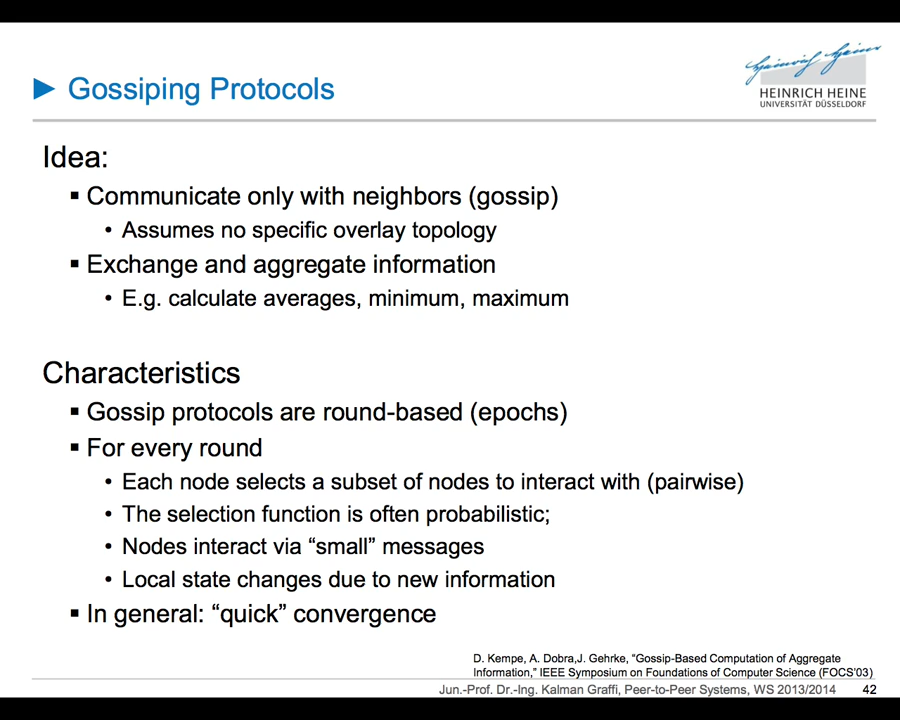 ► Gossiping Protocols
Heinrich Heine
HEINRICH HEINE
UNIVERSITÄT DÜSSELDORF
Idea:
▪ Communicate only with neighbors (gossip)
• Assumes no specific overlay topology
▪ Exchange and aggregate information
• E.g. calculate averages, minimum, maximum
Characteristics
▪ Gossip protocols are round-based (epochs)
▪ For every round
• Each node selects a subset of nodes to interact with (pairwise)
• The selection function is often probabilistic;
• Nodes interact via “small” messages
• Local state changes due to new information
▪ In general: “quick” convergence
D. Kempe, A. Dobra,J. Gehrke, “Gossip-Based Computation of Aggregate
Information,” IEEE Symposium on Foundations of Computer Science (FOCS’03)
Jun.-Prof. Dr.-Ing. Kalman Graffi, Peer-to-Peer Systems, WS 2013/2014 42